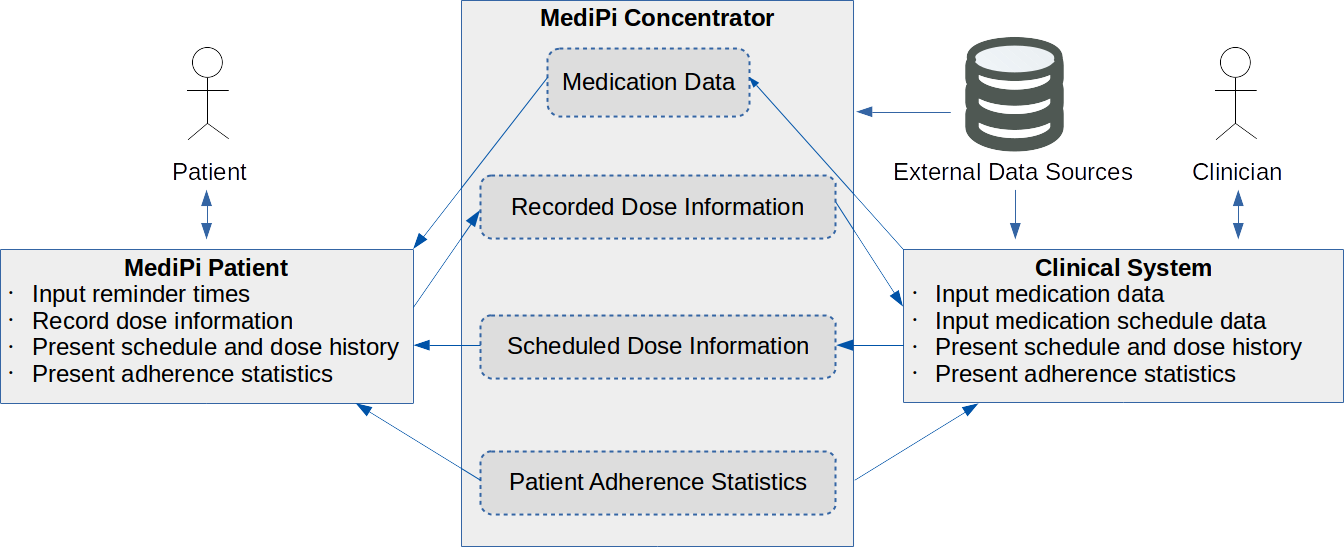 MediPi Concentrator
Medication Data
Patient
External Data Sources
Clinician
Recorded Dose Information
MediPi Patient
· Input reminder times
· Record dose information
· Present schedule and dose history
· Present adherence statistics
Clinical System
· Input medication data
· Input medication schedule data
· Present schedule and dose history
· Present adherence statistics
Scheduled Dose Information
Patient Adherence Statistics